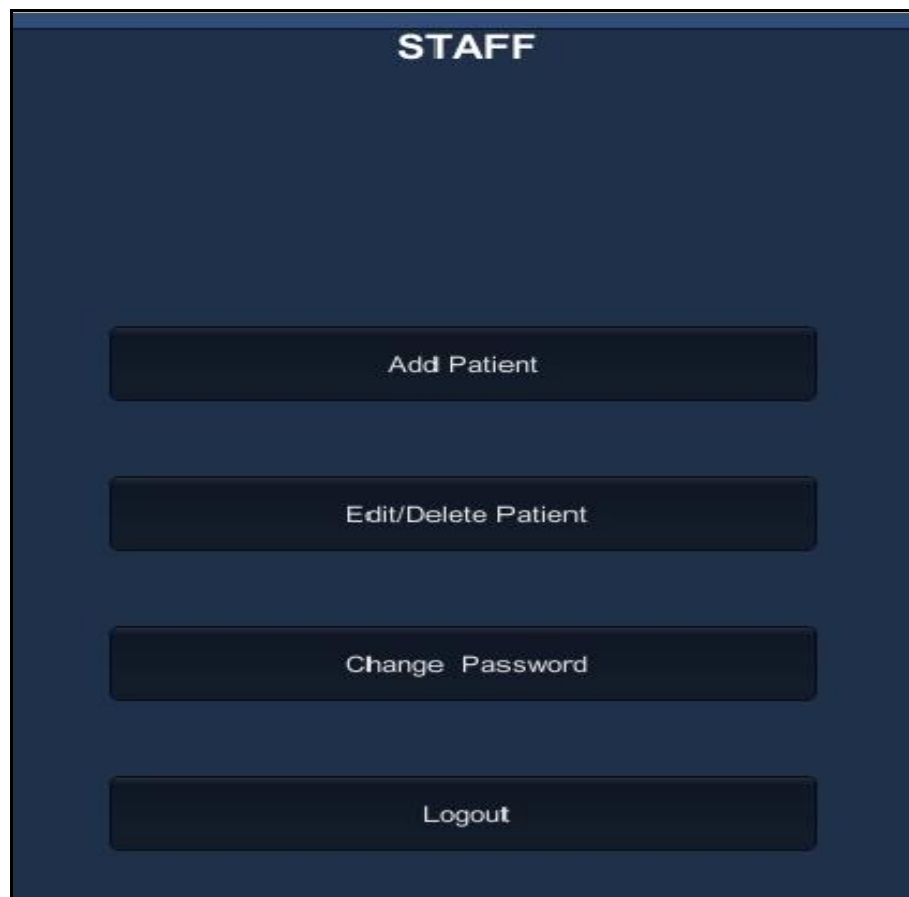 STAFF
Add Patient
Edit/Delete Patient
Change Password
Logout